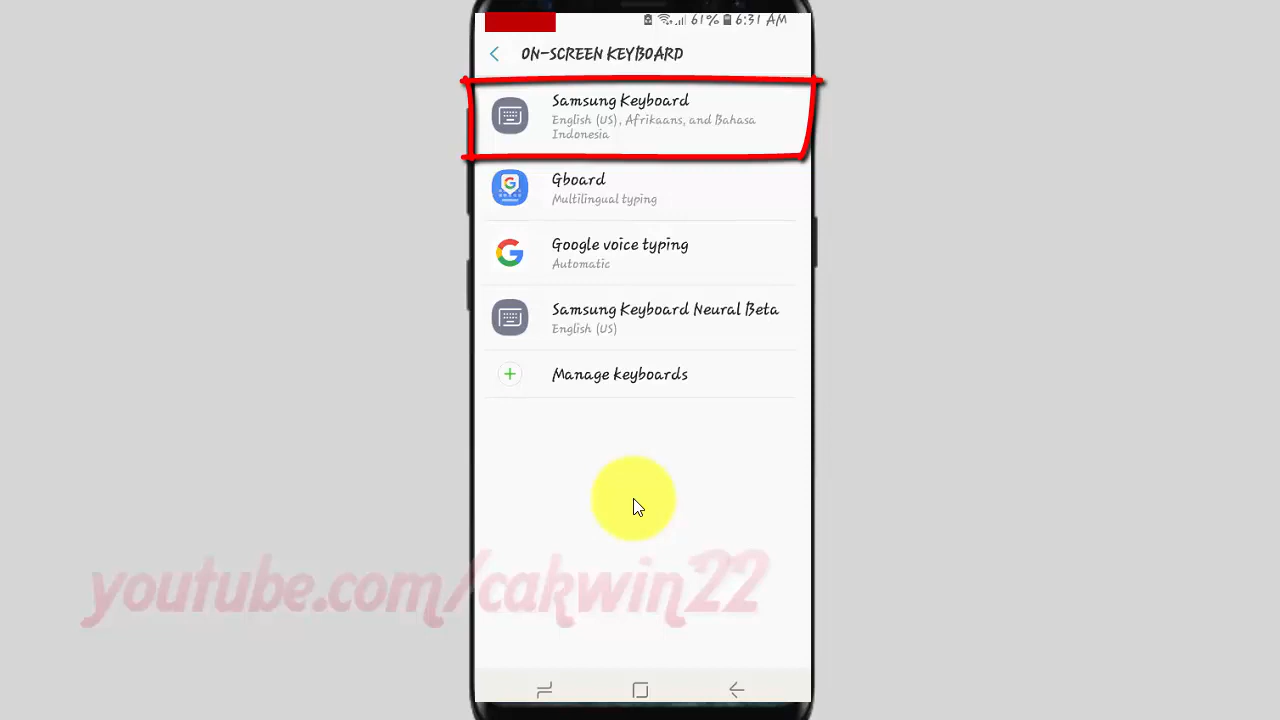 61% 6:31 AM
ON-SCREEN KEYBOARD
Samsung Keyboard
English (US), Afrikaans, and Bahasa
Indonesia
Gboard
Multilingual typing
Google voice typing
Automatic
Samsung Keyboard Neural Beta
English (US)
Manage keyboards
youtube.com/cakwin22